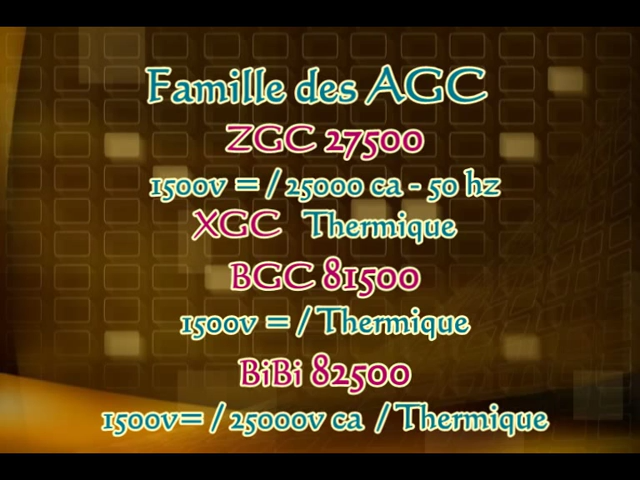 Famille des AGC
ZGC 27500
1500v = / 25000 ca - 50 hz
XGC Thermique
BGC 81500
1500v = / Thermique
BiBi 82500
1500v= / 25000v ca / Thermique